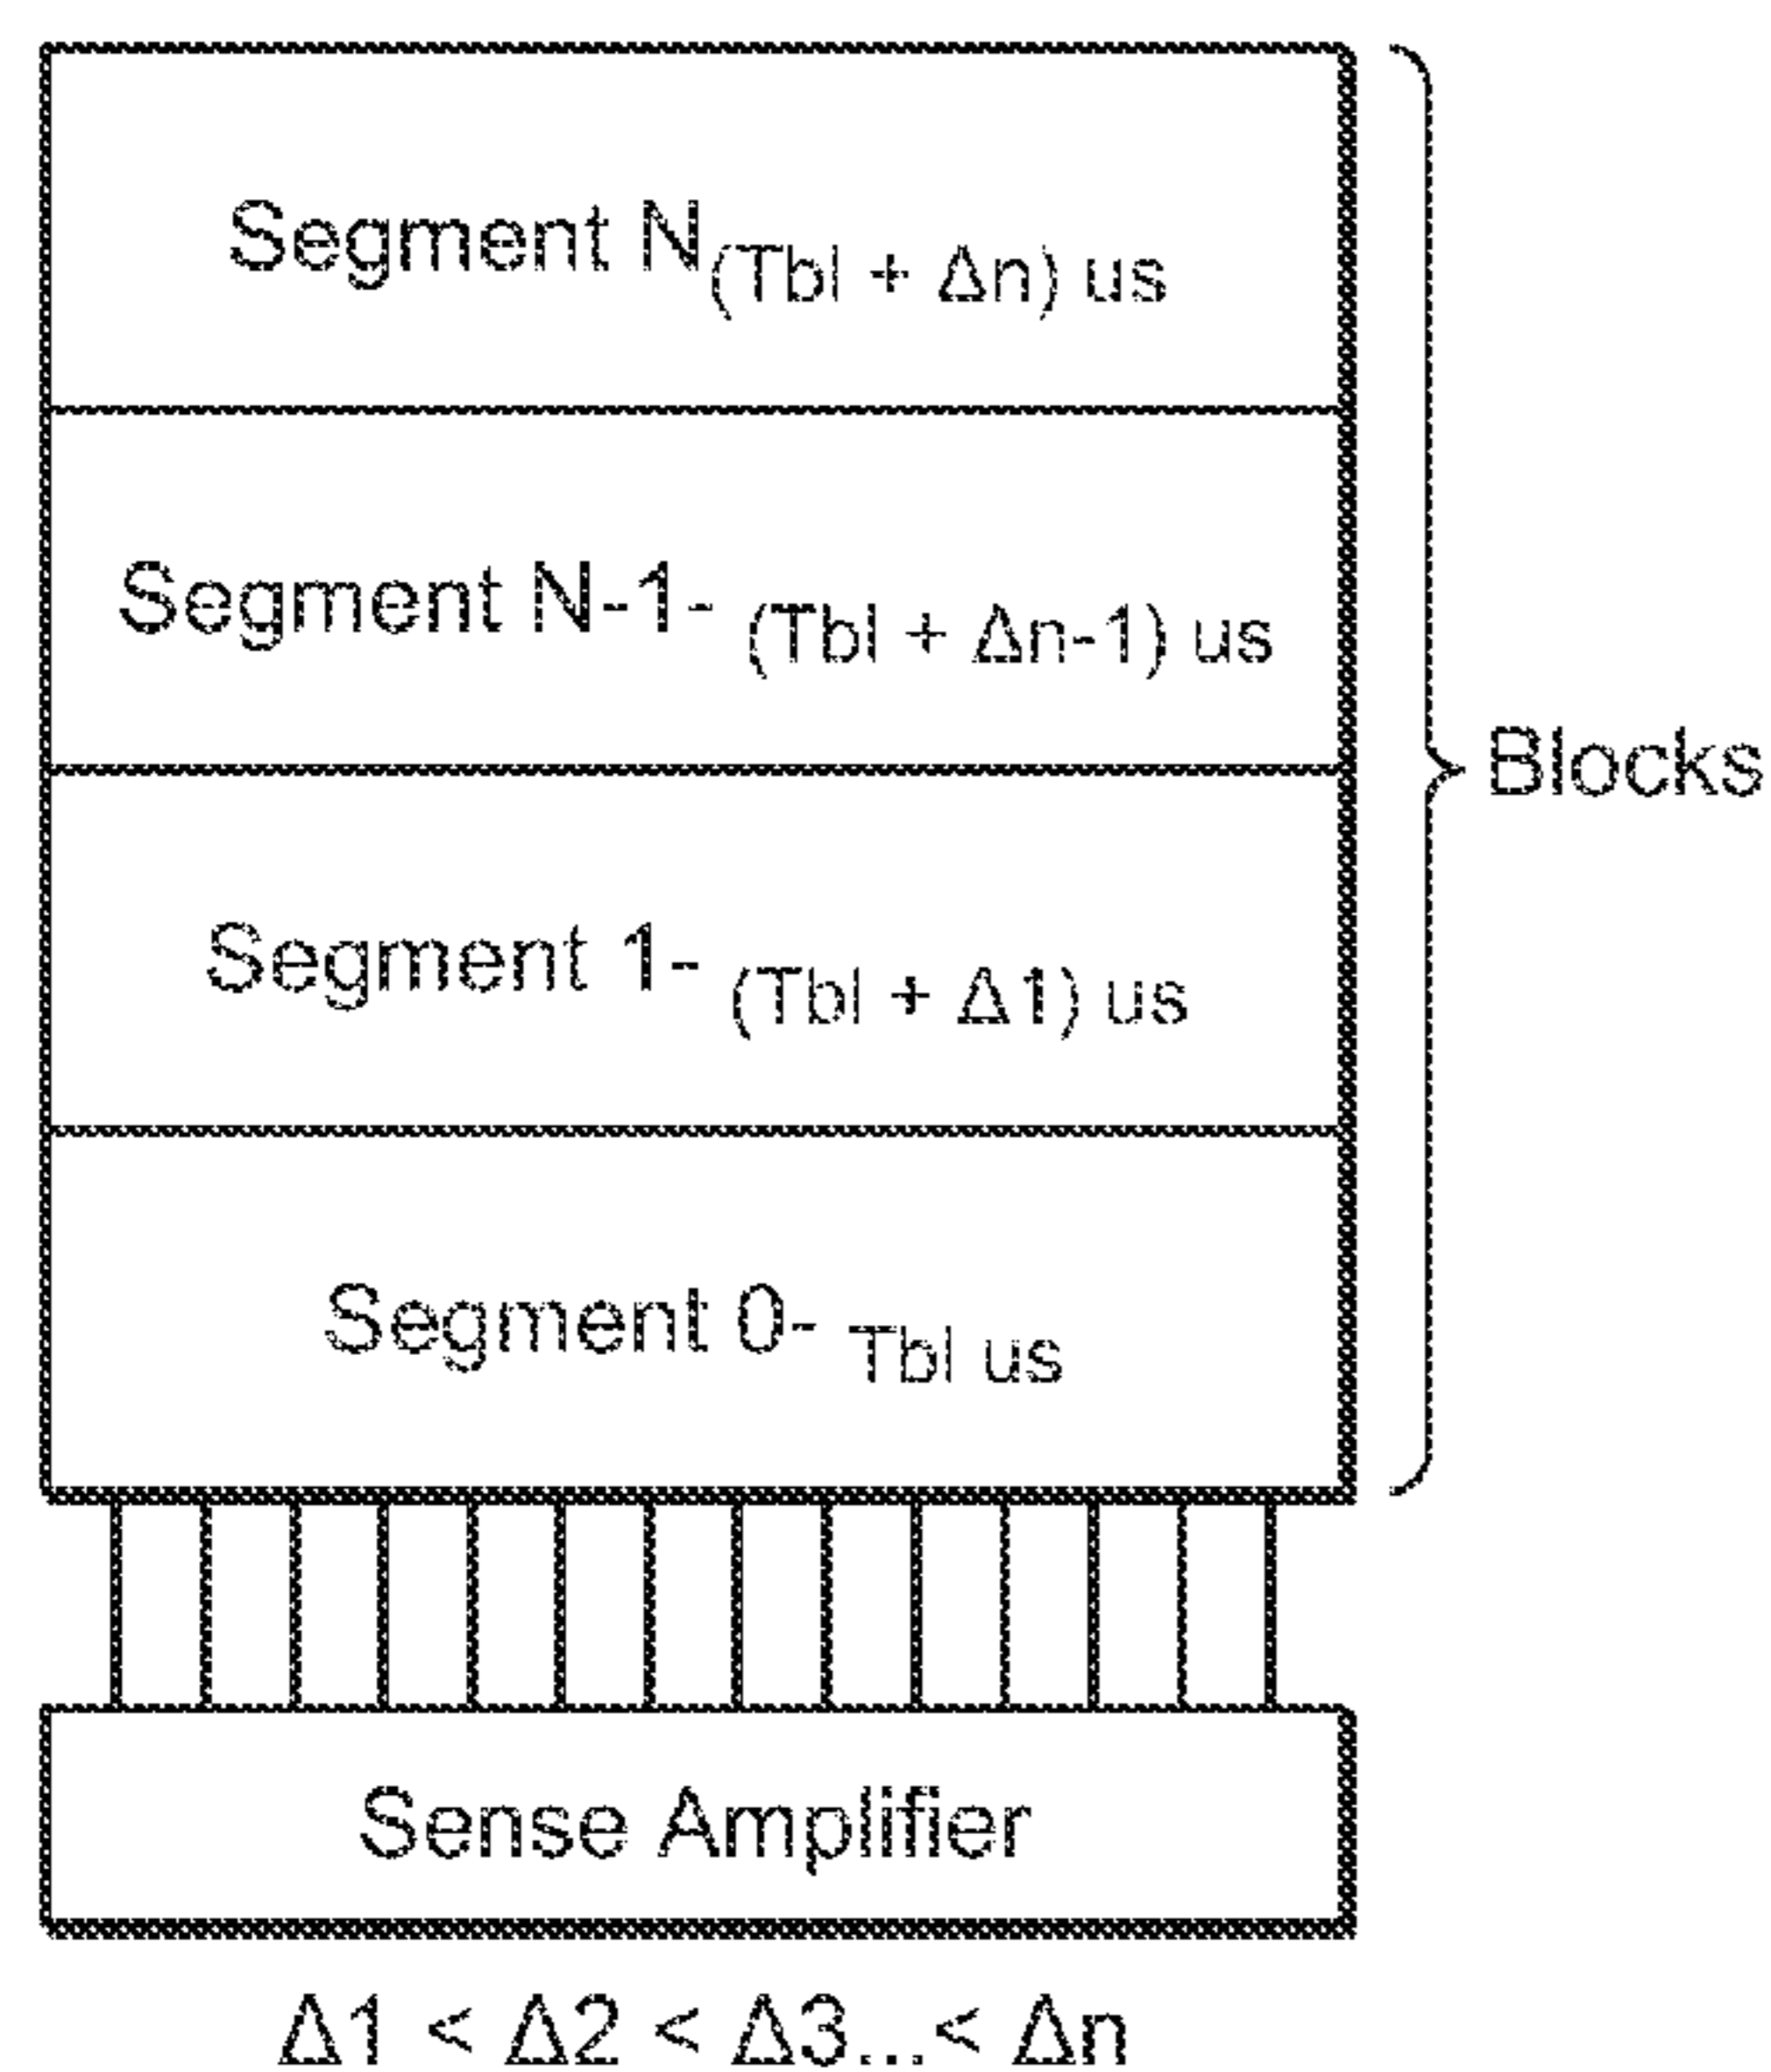 Segment N(Tbl + Δn) us
Segment N-1- (Tbl + Δn-1) us
Blocks
Segment 1- (Tbl + Δ1) us
Segment 0- Tbl us
Sense Amplifier
Δ1 < Δ2 < Δ3...< Δn